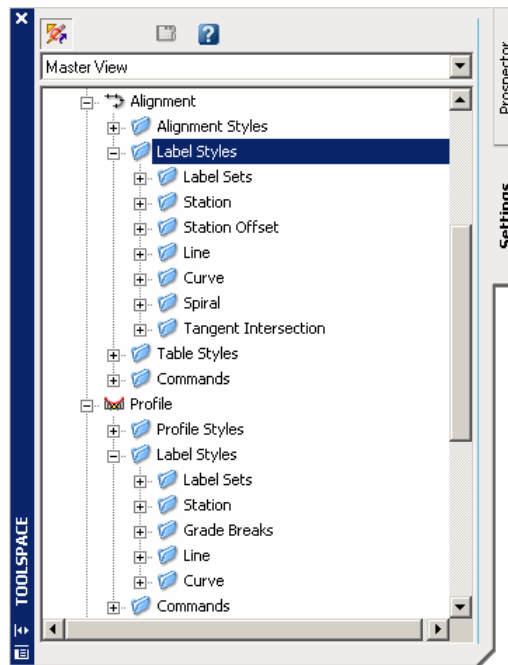 Master View
Alignment
Alignment Styles
Label Styles
Label Sets
Station
Station Offset
Line
Curve
Spiral
Tangent Intersection
Table Styles
Commands
Profile
Profile Styles
Label Styles
Label Sets
Station
Grade Breaks
Line
Curve
Commands
TOOLSPACE
Prospector
Settings